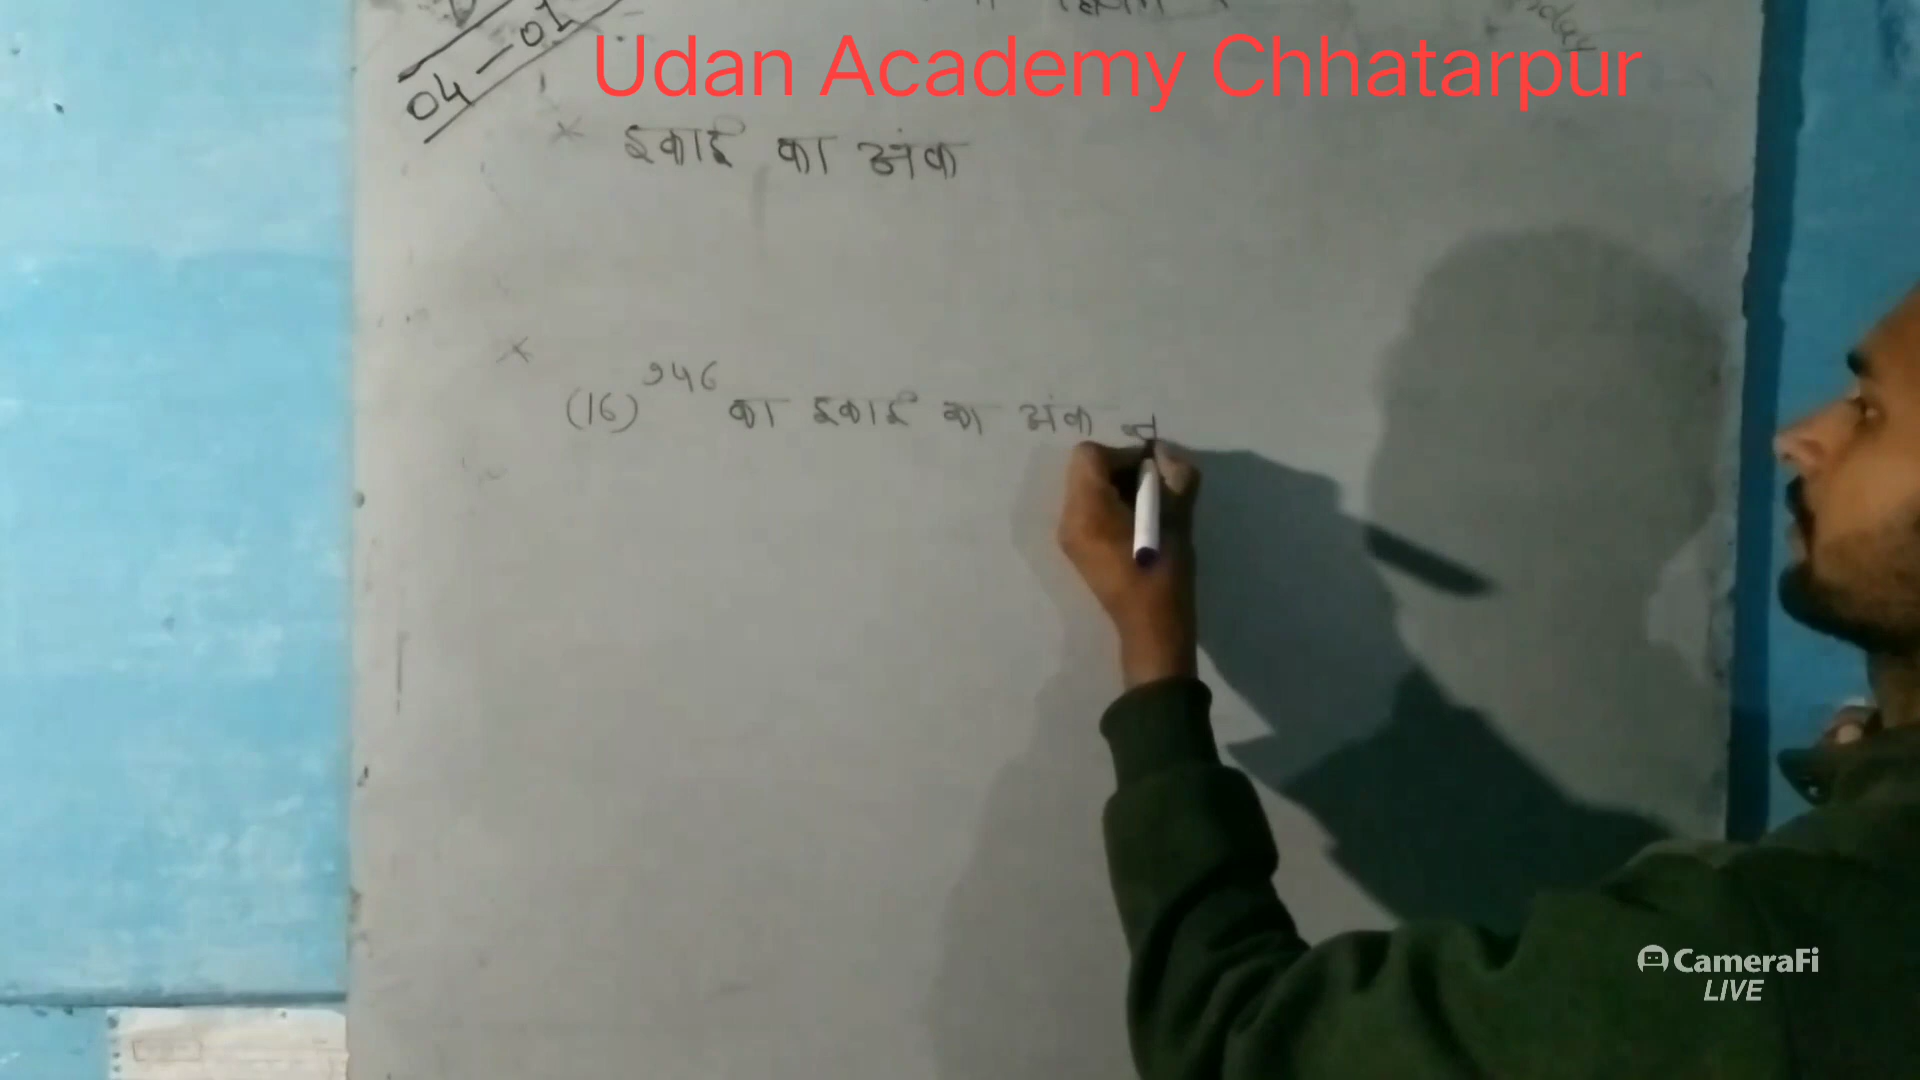 04-01
Udan Academy Chhatarpur
* इकाई का अंक
* (16)^946 का इकाई का अंक
CameraFi
LIVE